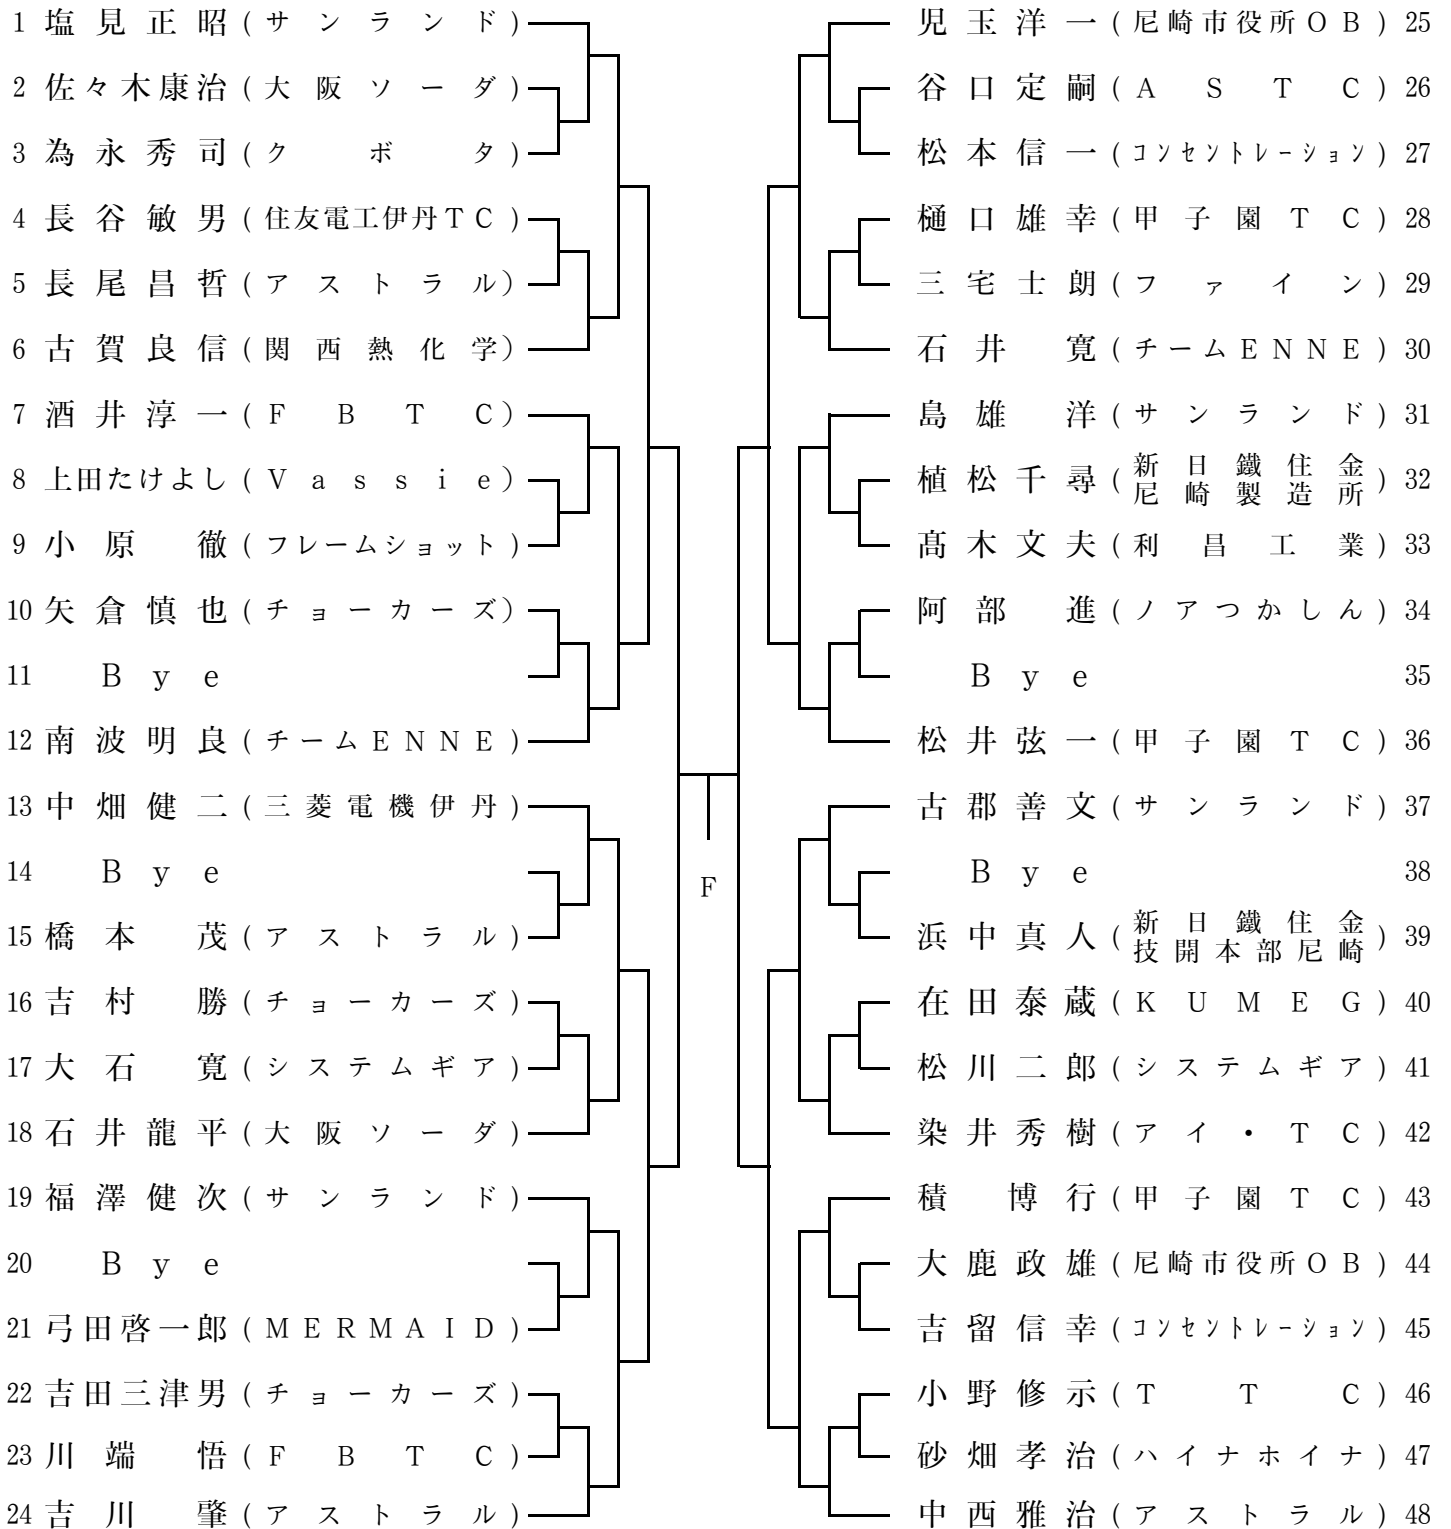 1 塩見正昭(サンランド)
2 佐々木康治(大阪ソーダ)
3 為永秀司(クボタ)
4 長谷敏男(住友電工伊丹TC)
5 長尾昌哲(アストラル)
6 古賀良信(関西熱化学)
7 酒井淳一(FBTC)
8 上田たけよし(Vassie)
9 小原徹(フレームショット)
10 矢倉慎也(チョーカーズ)
11 Bye
12 南波明良(チームENNE)
13 中畑健二(三菱電機伊丹)
14 Bye
15 橋本茂(アストラル)
16 吉村勝(チョーカーズ)
17 大石寛(システムギア)
18 石井龍平(大阪ソーダ)
19 福澤健次(サンランド)
20 Bye
21 弓田啓一郎(MERMAID)
22 吉田三津男(チョーカーズ)
23 川端悟(FBTC)
24 吉川肇(アストラル)
F
児玉洋一(尼崎市役所OB) 25
谷口定嗣(ASTC) 26
松本信一(コンセントレーション) 27
樋口雄幸(甲子園TC) 28
三宅士朗(ファイン) 29
石井寛(チームENNE) 30
島雄洋(サンランド) 31
植松千尋(新日鐵住金尼崎製造所) 32
髙木文夫(利昌工業) 33
阿部進(ノアつかしん) 34
Bye 35
松井弦一(甲子園TC) 36
古郡善文(サンランド) 37
Bye 38
浜中真人(新日鐵住金技開本部尼崎) 39
在田泰蔵(KUMEG) 40
松川二郎(システムギア) 41
染井秀樹(アイ・TC) 42
積博行(甲子園TC) 43
大鹿政雄(尼崎市役所OB) 44
吉留信幸(コンセントレーション) 45
小野修示(TTC) 46
砂畑孝治(ハイナホイナ) 47
中西雅治(アストラル) 48